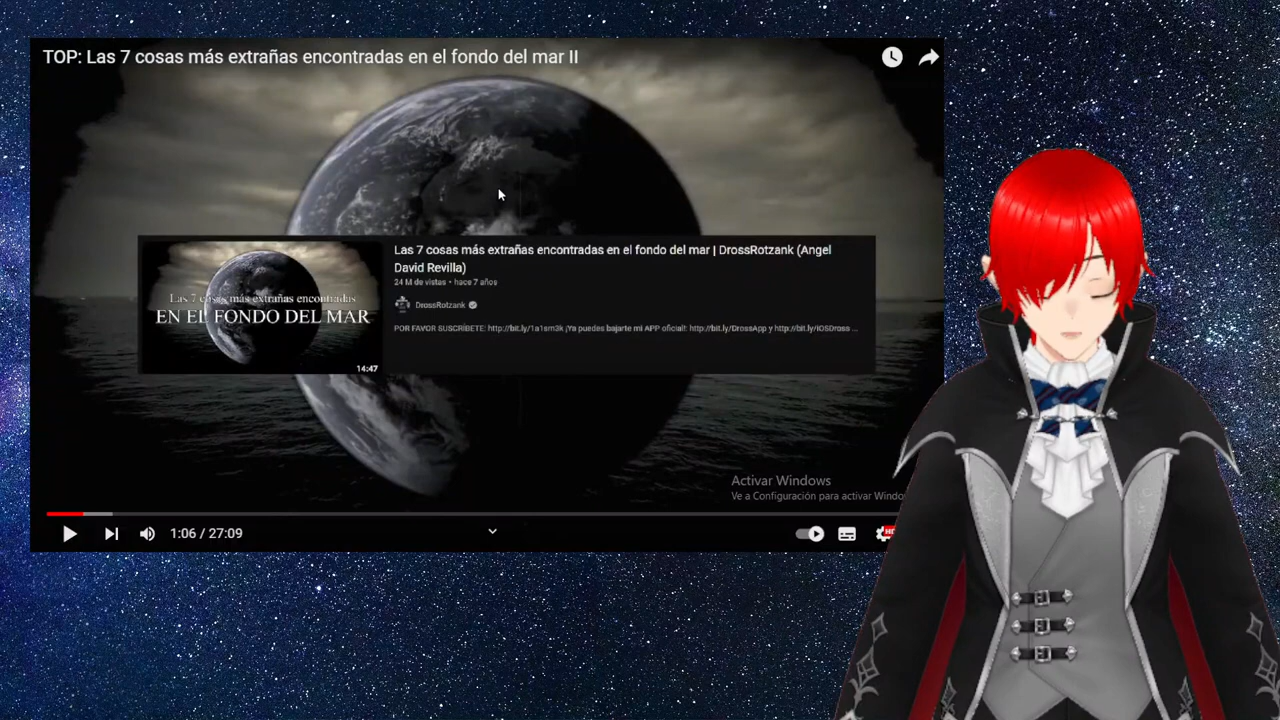 TOP: Las 7 cosas más extrañas encontradas en el fondo del mar II
Las 7 cosas más extrañas encontradas
EN EL FONDO DEL MAR
14:47
Las 7 cosas más extrañas encontradas en el fondo del mar | DrossRotzank (Angel
David Revilla)
24 M de vistas • hace 7 años
DrossRotzank
POR FAVOR SUSCRÍBETE: http://bit.ly/1a1srn3k ¡Ya puedes bajarte mi APP oficial!: http://bit.ly/DrossApp y http://bit.ly/iOSDross ...
Activar Windows
Ve a Configuración para activar Windo
1:06 / 27:09
HD